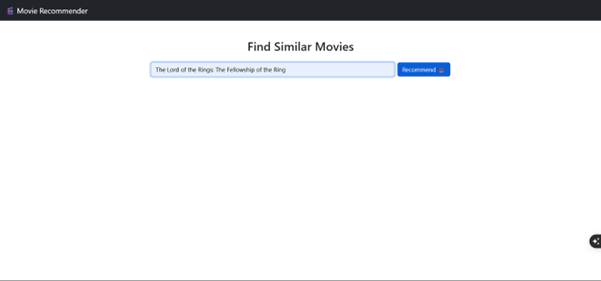 Movie Recommender
Find Similar Movies
The Lord of the Rings: The Fellowship of the Ring
Recommend